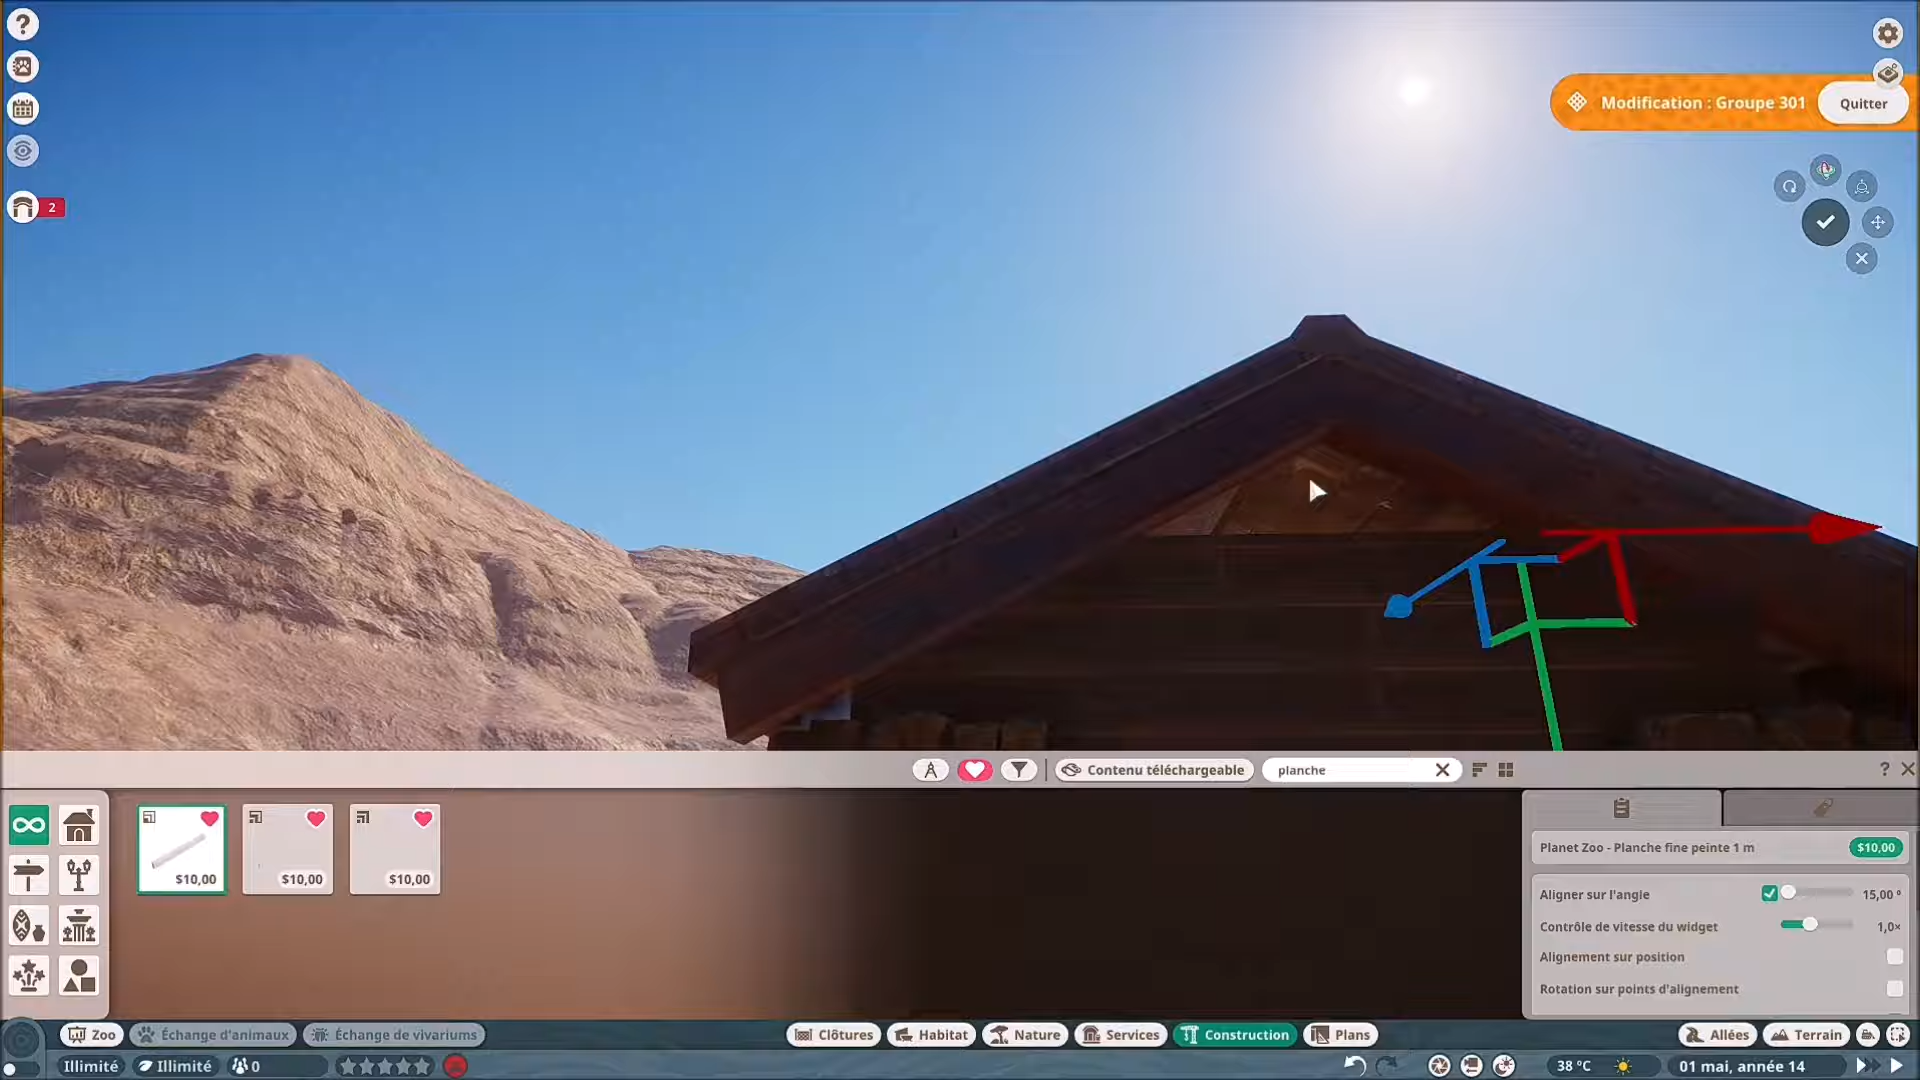 Modification : Groupe 301
Quitter
2
Contenu téléchargeable
planche
$10,00
$10,00
$10,00
Planet Zoo - Planche fine peinte 1 m
$10,00
Aligner sur l'angle
15,00 °
Contrôle de vitesse du widget
1,0×
Alignement sur position
Rotation sur points d'alignement
Zoo
Échange d'animaux
Échange de vivariums
Clôtures
Habitat
Nature
Services
Construction
Plans
Allées
Terrain
Illimité
Illimité
0
38 °C
01 mai, année 14